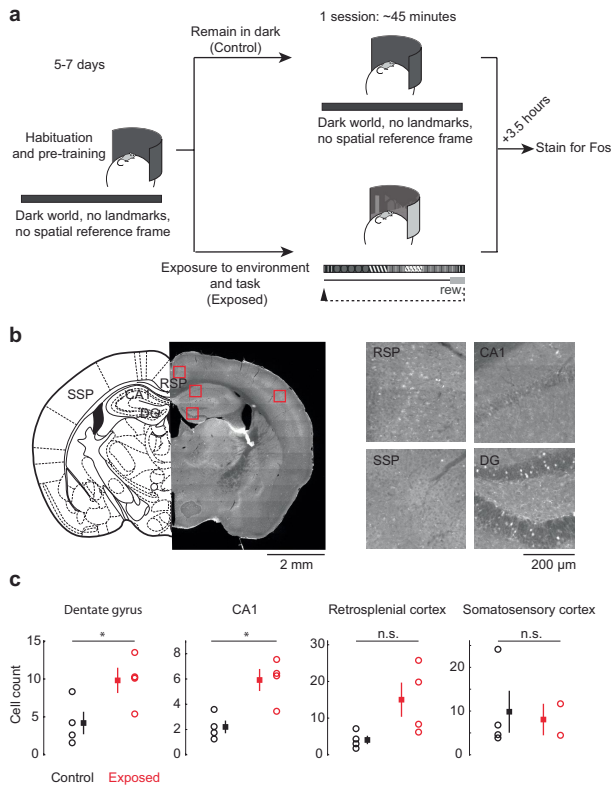 a
Remain in dark
(Control)
1 session: ~45 minutes
5-7 days
Habituation
and pre-training
Dark world, no landmarks,
no spatial reference frame
Dark world, no landmarks,
no spatial reference frame
+3.5 hours
Stain for Fos
Exposure to environment
and task
(Exposed)
rew.
b
SSP
RSP
CA1
DG
2 mm
RSP
CA1
SSP
DG
200 µm
c
Dentate gyrus
CA1
Retrosplenial cortex
Somatosensory cortex
*
*
n.s.
n.s.
Cell count
15
10
5
0
8
6
4
2
0
30
20
10
0
20
10
0
Control
Exposed